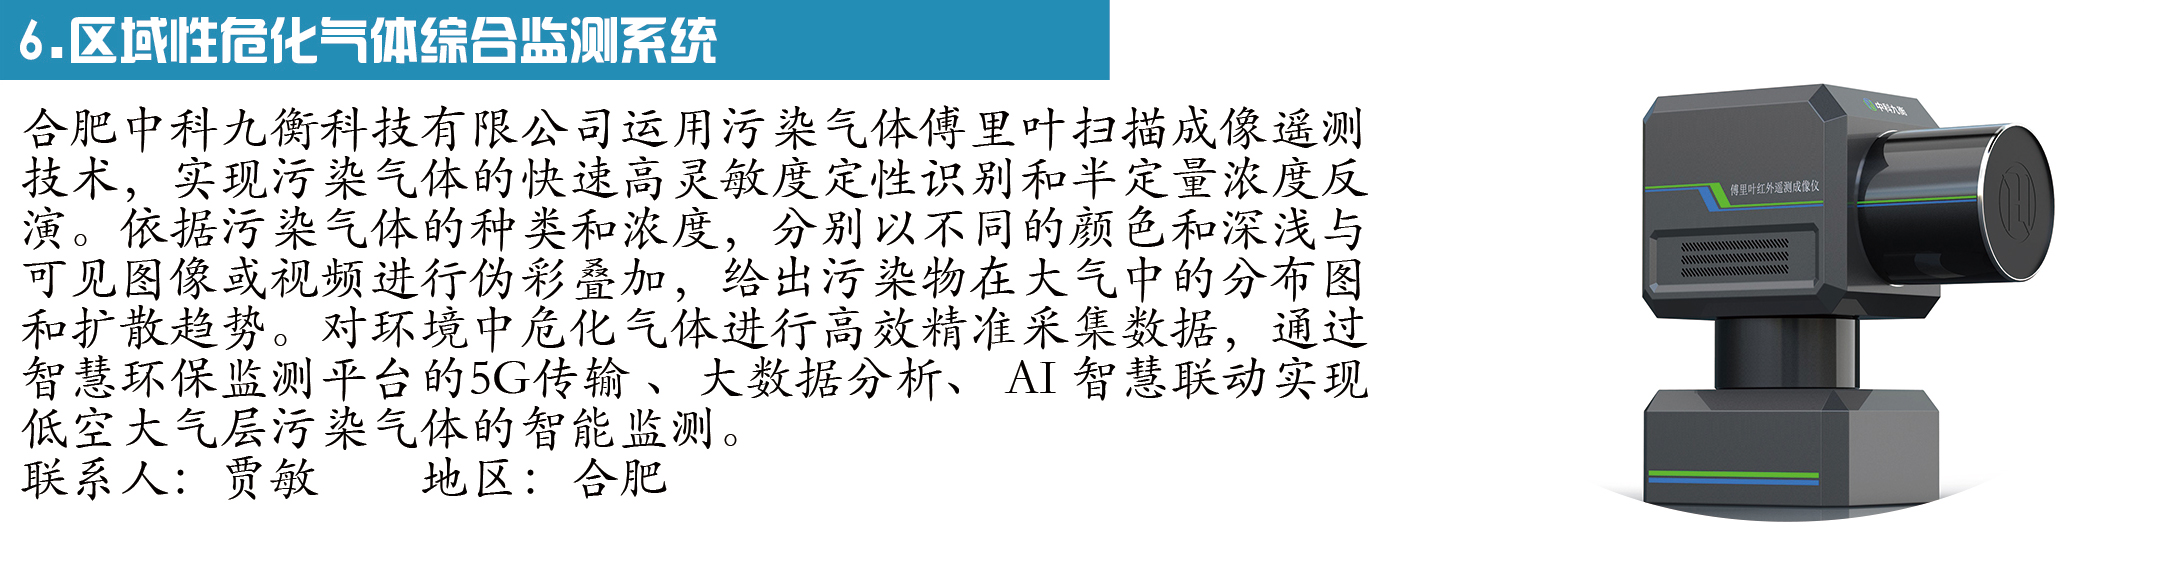 6.区域性危化气体综合监测系统
合肥中科九衡科技有限公司运用污染气体傅里叶扫描成像遥测
技术，实现污染气体的快速高灵敏度定性识别和半定量浓度反
演。依据污染气体的种类和浓度，分别以不同的颜色和深浅与
可见图像或视频进行伪彩叠加，给出污染物在大气中的分布图
和扩散趋势。对环境中危化气体进行高效精准采集数据，通过
智慧环保监测平台的5G传输 、大数据分析、 AI 智慧联动实现
低空大气层污染气体的智能监测。
联系人：贾敏 地区：合肥
中科九衡
傅里叶红外遥测成像仪